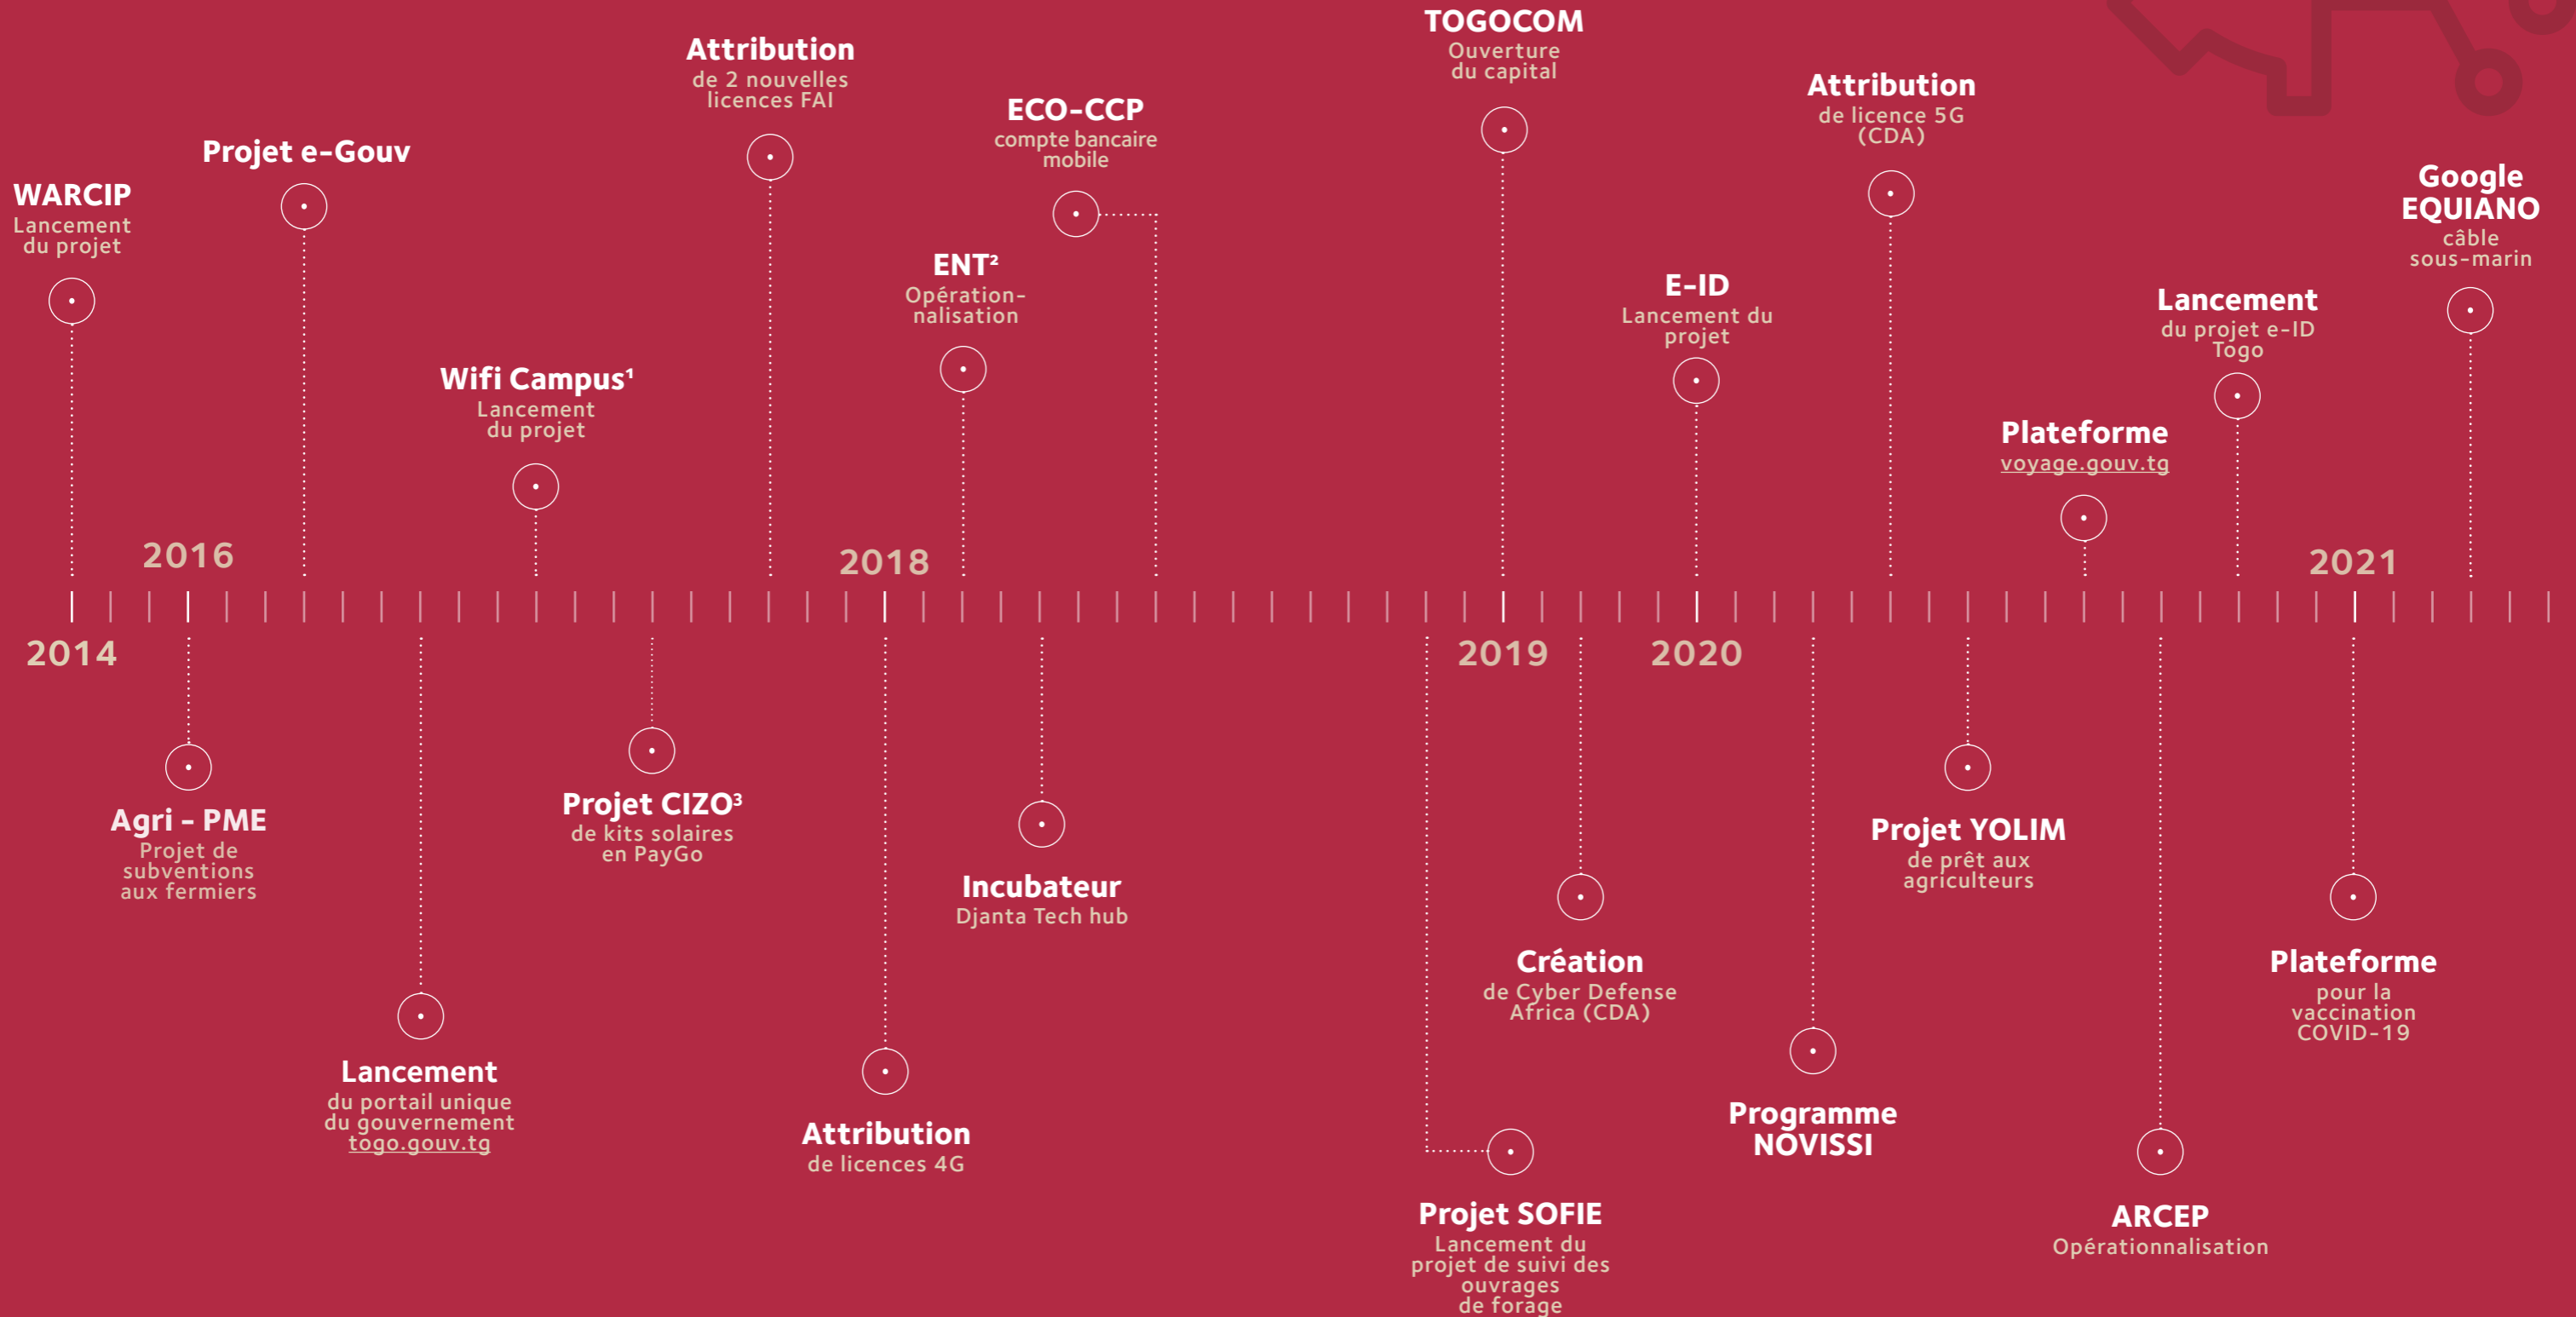 WARCIP
Lancement
du projet
Projet e-Gouv
Wifi Campus¹
Lancement
du projet
Attribution
de 2 nouvelles
licences FAI
ENT²
Opération-
nalisation
ECO-CCP
compte bancaire
mobile
TOGOCOM
Ouverture
du capital
E-ID
Lancement du
projet
Attribution
de licence 5G
(CDA)
Plateforme
voyage.gouv.tg
Lancement
du projet e-ID
Togo
Google
EQUIANO
câble
sous-marin
2014
2016
2018
2019
2020
2021
Agri - PME
Projet de
subventions
aux fermiers
Lancement
du portail unique
du gouvernement
togo.gouv.tg
Projet CIZO³
de kits solaires
en PayGo
Attribution
de licences 4G
Incubateur
Djanta Tech hub
Projet SOFIE
Lancement du
projet de suivi des
ouvrages
de forage
Création
de Cyber Defense
Africa (CDA)
Programme
NOVISSI
Projet YOLIM
de prêt aux
agriculteurs
ARCEP
Opérationnalisation
Plateforme
pour la
vaccination
COVID-19